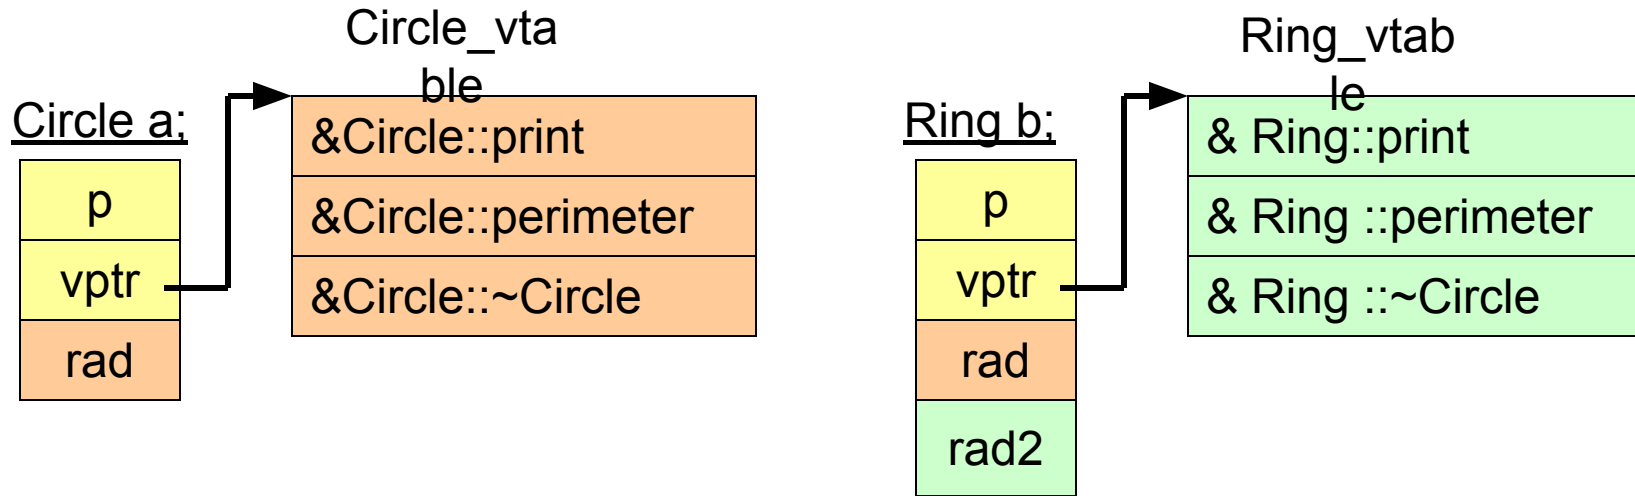 Circle_vta
ble
Circle a;
&Circle::print
p
&Circle::perimeter
vptr
&Circle::~Circle
rad
Ring_vtab
le
Ring b;
& Ring::print
p
& Ring ::perimeter
vptr
& Ring ::~Circle
rad
rad2